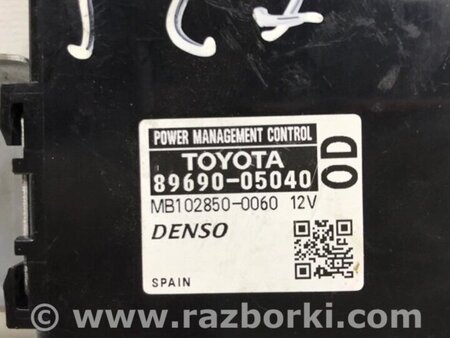 POWER MANAGEMENT CONTROL
TOYOTA
89690-05040
OD
MB102850-0060 12V
DENSO
SPAIN
© www.razborki.com